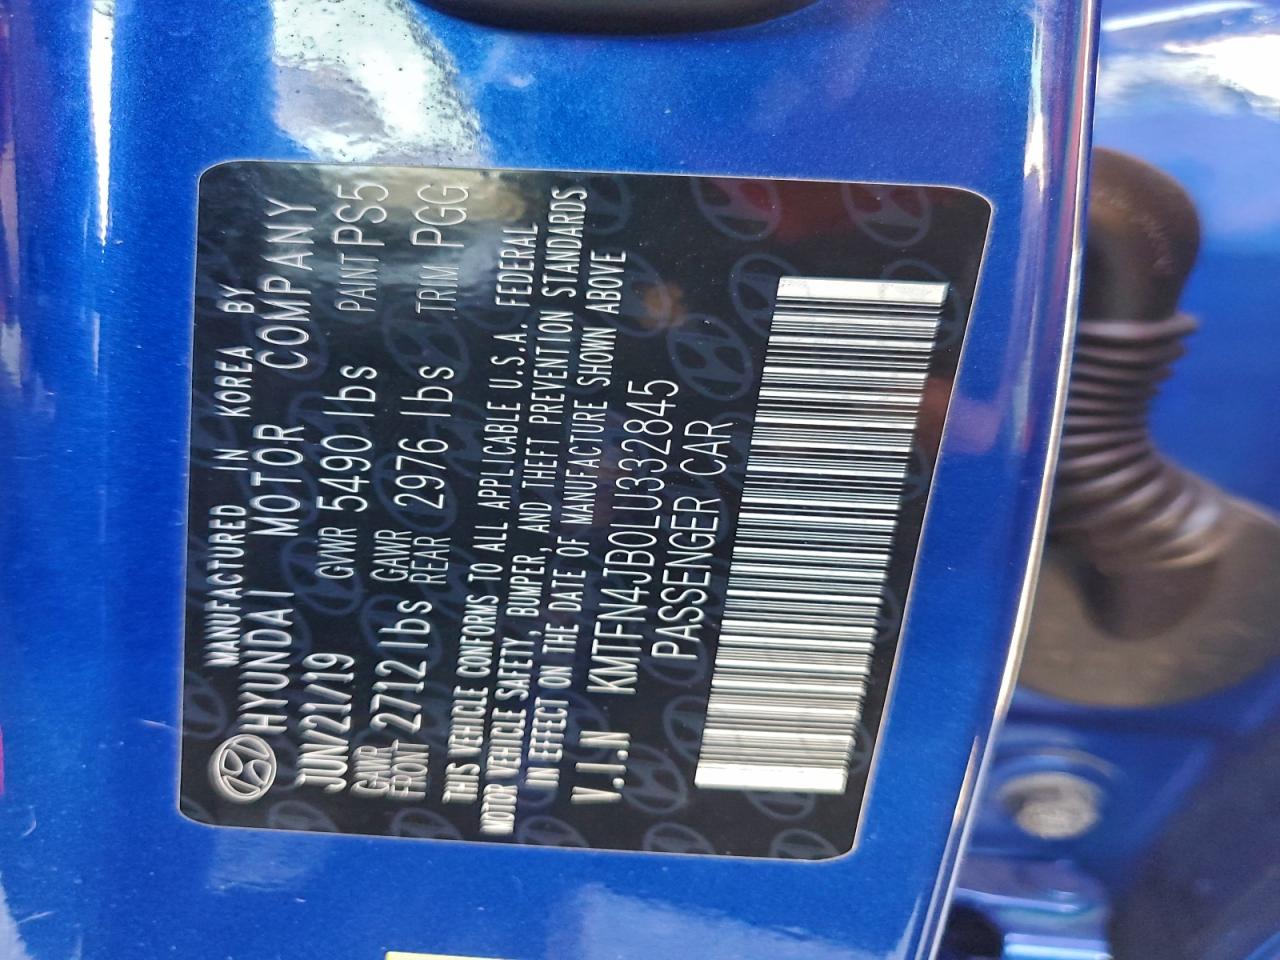 MANUFACTURED IN KOREA BY
HYUNDAI MOTOR COMPANY
JUN/21/19 GWR 5490 lbs PAINT PS5
GAWR FRONT 2712 lbs GAWR REAR 2976 lbs TRIM PGG
THIS VEHICLE CONFORMS TO ALL APPLICABLE U.S.A. FEDERAL
MOTOR VEHICLE SAFETY, BUMPER, AND THEFT PREVENTION STANDARDS
IN EFFECT ON THE DATE OF MANUFACTURE SHOWN ABOVE
V.I.N KMTFN4JB0LU332845
PASSENGER CAR